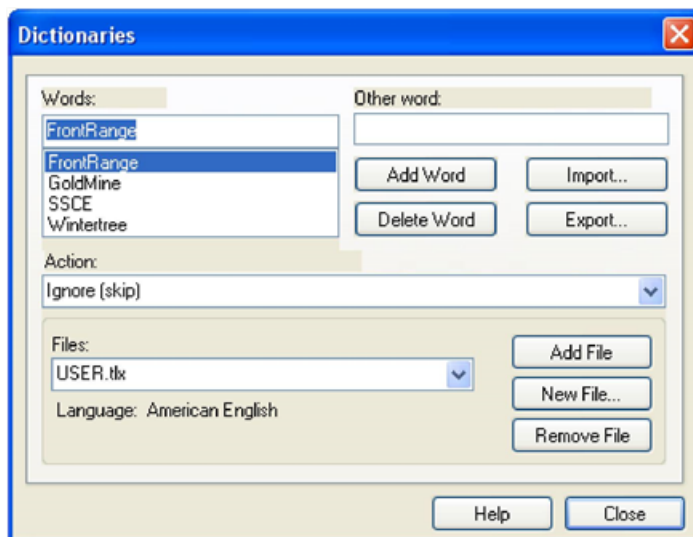 Dictionaries
Words:
Other word:
FrontRange
FrontRange
GoldMine
SSCE
Wintertree
Add Word
Import...
Delete Word
Export...
Action:
Ignore (skip)
Files:
USER.tlx
Language: American English
Add File
New File...
Remove File
Help
Close